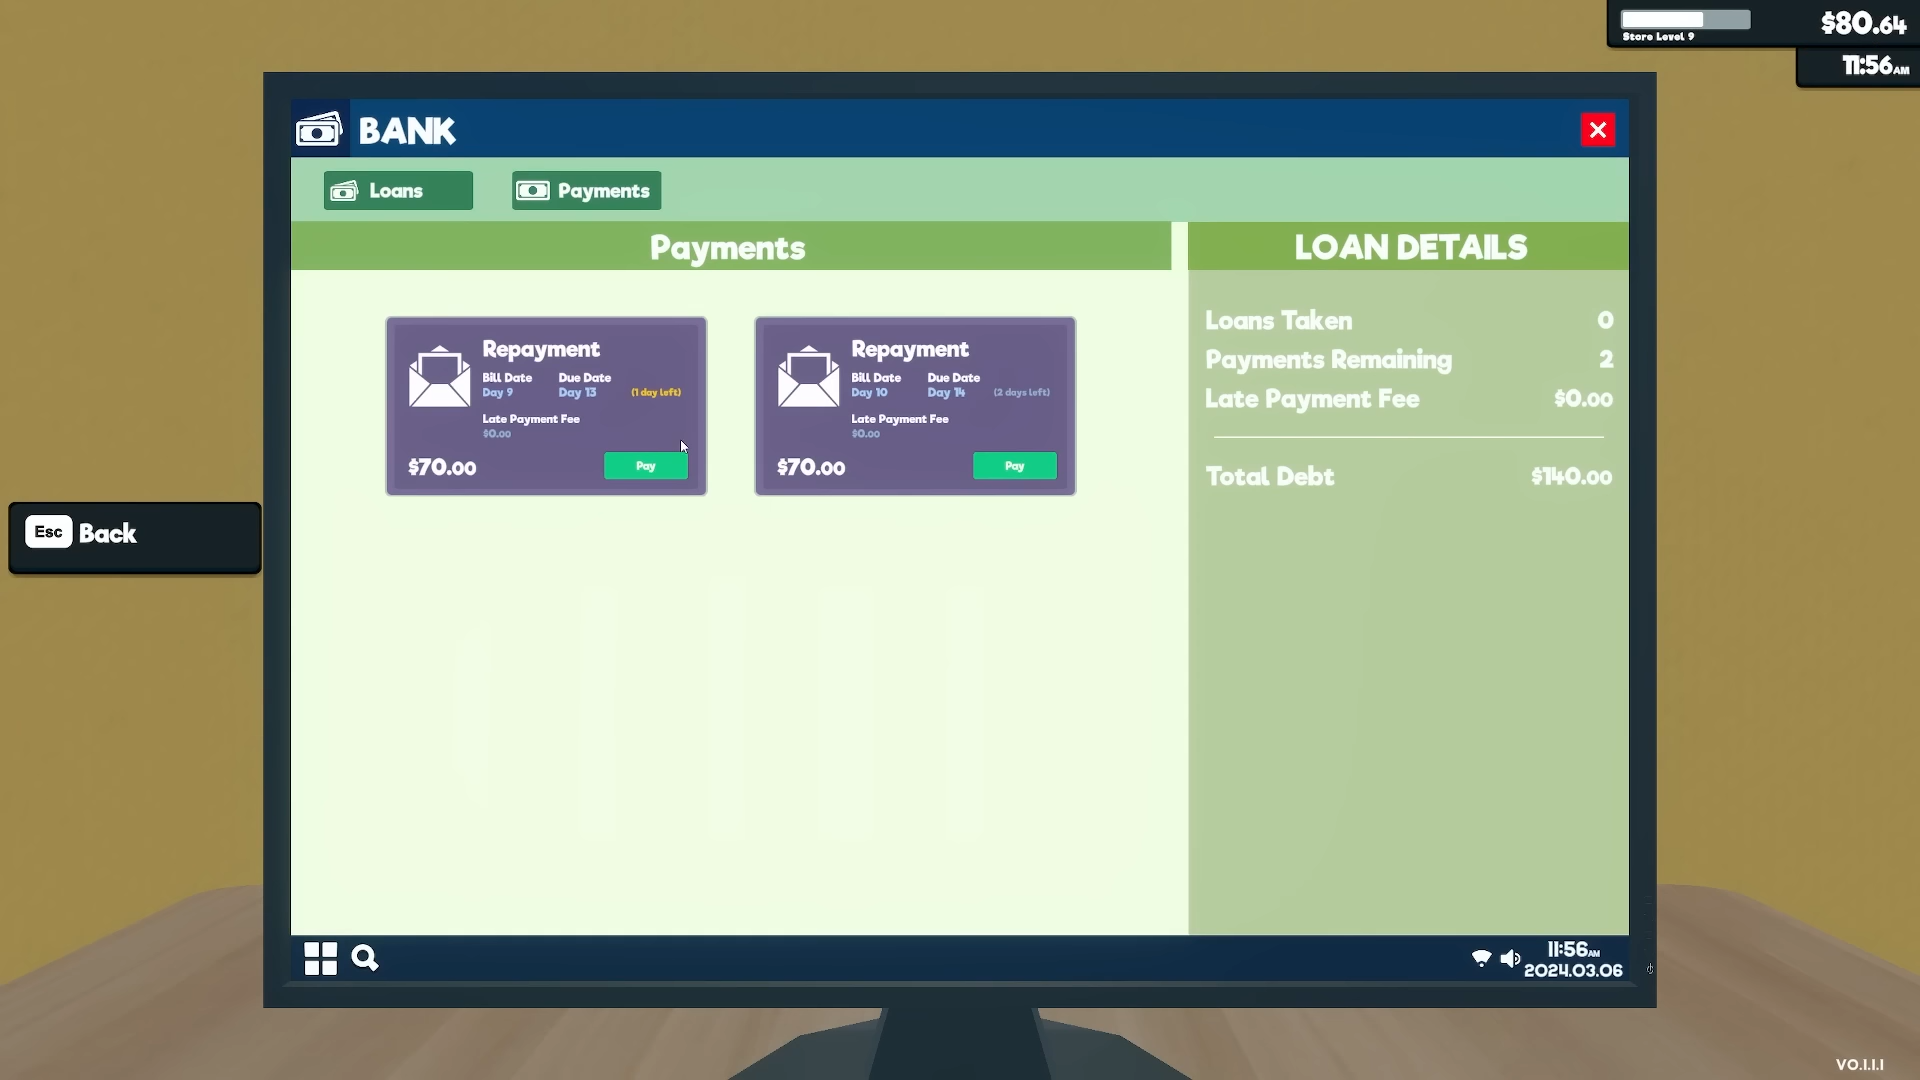 $80.64
Store Level 9
11:56AM
BANK
Loans
Payments
Payments
LOAN DETAILS
Repayment
Bill Date
Due Date
Day 9
Day 13
(1 day left)
Late Payment Fee
$0.00
$70.00
Pay
Repayment
Bill Date
Due Date
Day 10
Day 14
(2 days left)
Late Payment Fee
$0.00
$70.00
Pay
Loans Taken 0
Payments Remaining 2
Late Payment Fee $0.00
Total Debt $140.00
Esc Back
11:56AM
2024.03.06
V0.1.1.1